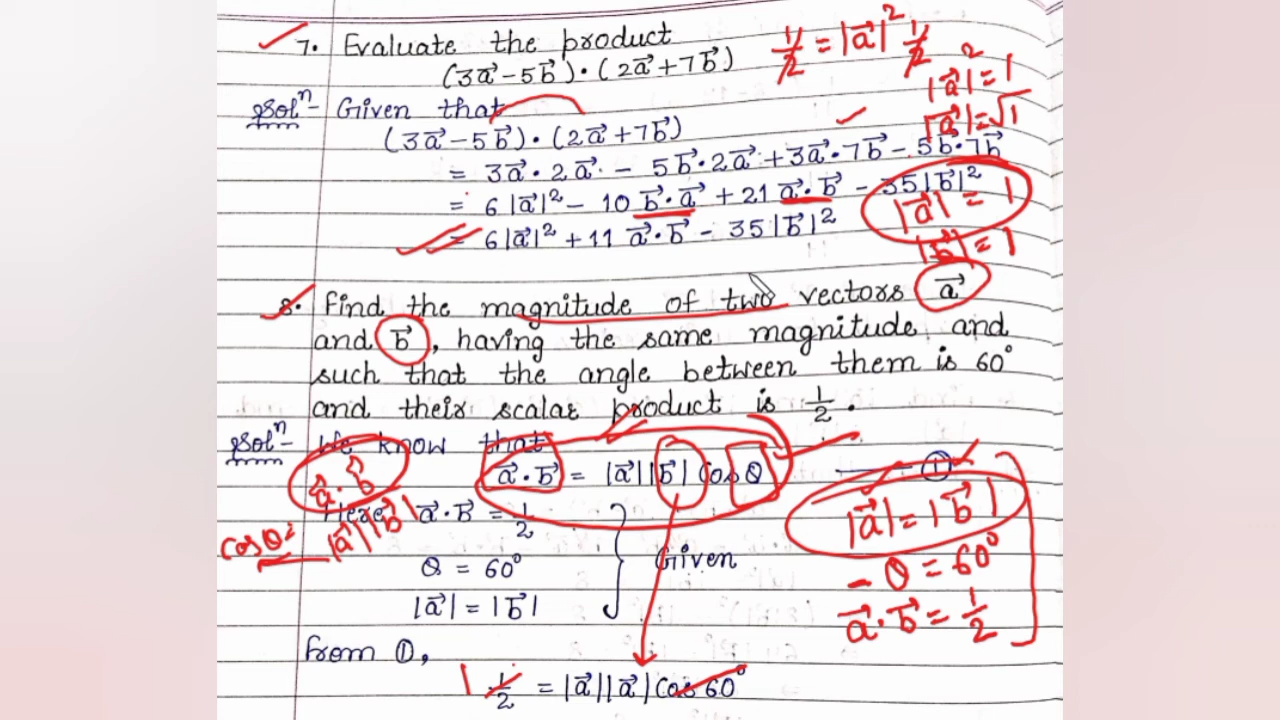 7. Evaluate the product
(3a⃗ - 5b⃗) · (2a⃗ + 7b⃗)
1/2 = |a⃗|² 1/2
|a⃗|² = 1
√|a⃗| = √1
Solⁿ- Given that
(3a⃗ - 5b⃗) · (2a⃗ + 7b⃗)
= 3a⃗ · 2a⃗ - 5b⃗ · 2a⃗ + 3a⃗ · 7b⃗ - 5b⃗ · 7b⃗
= 6|a⃗|² - 10 b⃗ · a⃗ + 21 a⃗ · b⃗ - 35|b⃗|²
|a⃗| = 1
= 6|a⃗|² + 11 a⃗ · b⃗ - 35|b⃗|²
|b⃗| = 1
8. Find the magnitude of two vectors a⃗
and b⃗, having the same magnitude and
such that the angle between them is 60°
and their scalar product is 1/2.
Solⁿ- We know that
a⃗ · b⃗ = |a⃗||b⃗| Cos θ —— ①
a⃗ · b⃗
Cos θ = |a⃗||b⃗|
Here, a⃗ · b⃗ = 1/2
θ = 60° Given
|a⃗| = |b⃗|
|a⃗| = |b⃗|
- θ = 60°
a⃗ · b⃗ = 1/2
from ①,
1 1/2 = |a⃗||a⃗| Cos 60°